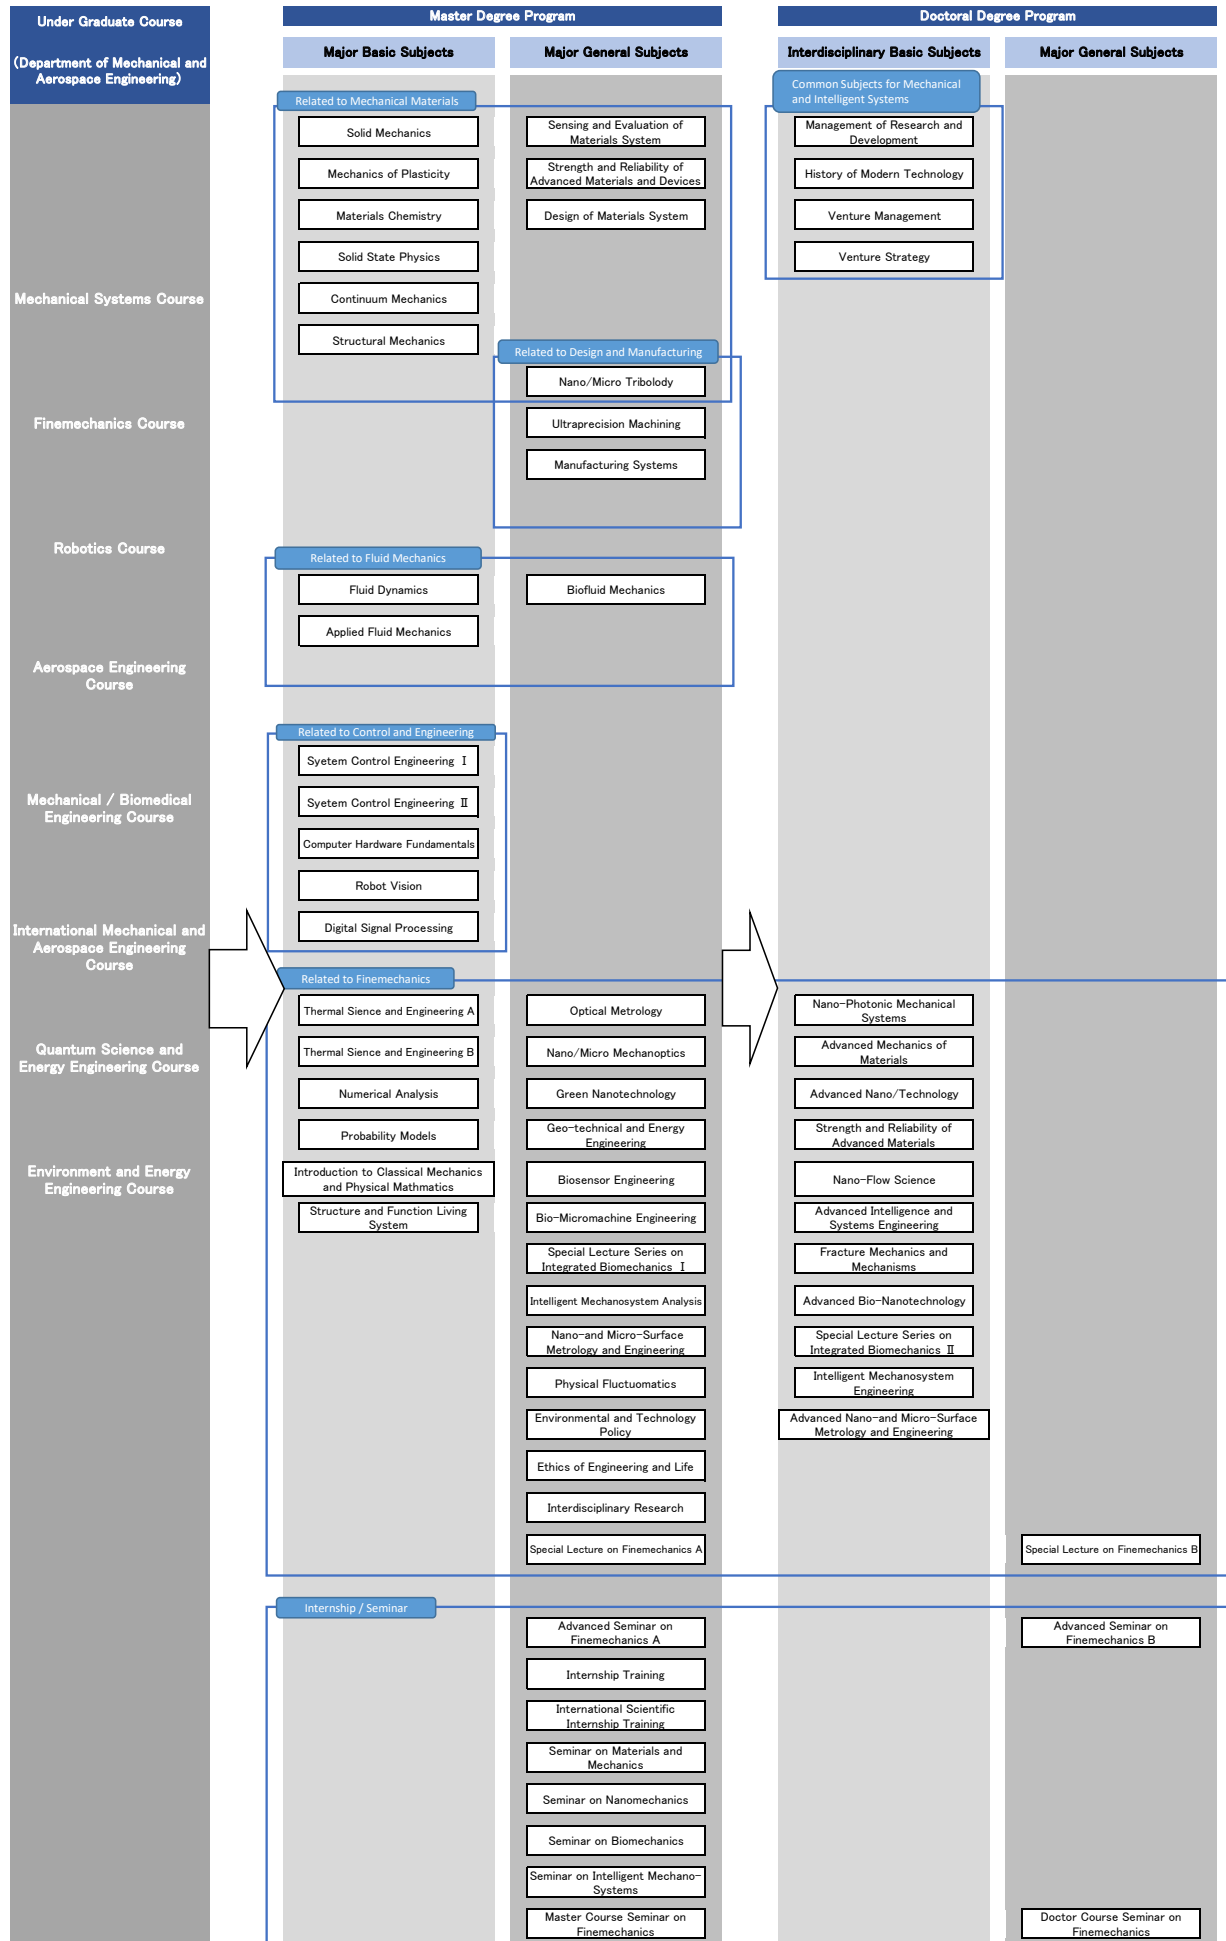 Under Graduate Course
(Department of Mechanical and
Aerospace Engineering)
Mechanical Systems Course
Finemechanics Course
Robotics Course
Aerospace Engineering
Course
Mechanical / Biomedical
Engineering Course
International Mechanical and
Aerospace Engineering
Course
Quantum Science and
Energy Engineering Course
Environment and Energy
Engineering Course
Master Degree Program
Major Basic Subjects
Major General Subjects
Related to Mechanical Materials
Solid Mechanics
Mechanics of Plasticity
Materials Chemistry
Solid State Physics
Continuum Mechanics
Structural Mechanics
Sensing and Evaluation of
Materials System
Strength and Reliability of
Advanced Materials and Devices
Design of Materials System
Related to Design and Manufacturing
Nano/Micro Tribolody
Ultraprecision Machining
Manufacturing Systems
Related to Fluid Mechanics
Fluid Dynamics
Applied Fluid Mechanics
Biofluid Mechanics
Related to Control and Engineering
Syetem Control Engineering Ⅰ
Syetem Control Engineering Ⅱ
Computer Hardware Fundamentals
Robot Vision
Digital Signal Processing
Related to Finemechanics
Thermal Sience and Engineering A
Thermal Sience and Engineering B
Numerical Analysis
Probability Models
Introduction to Classical Mechanics
and Physical Mathmatics
Structure and Function Living
System
Optical Metrology
Nano/Micro Mechanoptics
Green Nanotechnology
Geo-technical and Energy
Engineering
Biosensor Engineering
Bio-Micromachine Engineering
Special Lecture Series on
Integrated Biomechanics Ⅰ
Intelligent Mechanosystem Analysis
Nano-and Micro-Surface
Metrology and Engineering
Physical Fluctuomatics
Environmental and Technology
Policy
Ethics of Engineering and Life
Interdisciplinary Research
Special Lecture on Finemechanics A
Internship / Seminar
Advanced Seminar on
Finemechanics A
Internship Training
International Scientific
Internship Training
Seminar on Materials and
Mechanics
Seminar on Nanomechanics
Seminar on Biomechanics
Seminar on Intelligent Mechano-
Systems
Master Course Seminar on
Finemechanics
Doctoral Degree Program
Interdisciplinary Basic Subjects
Major General Subjects
Common Subjects for Mechanical
and Intelligent Systems
Management of Research and
Development
History of Modern Technology
Venture Management
Venture Strategy
Nano-Photonic Mechanical
Systems
Advanced Mechanics of
Materials
Advanced Nano/Technology
Strength and Reliability of
Advanced Materials
Nano-Flow Science
Advanced Intelligence and
Systems Engineering
Fracture Mechanics and
Mechanisms
Advanced Bio-Nanotechnology
Special Lecture Series on
Integrated Biomechanics Ⅱ
Intelligent Mechanosystem
Engineering
Advanced Nano-and Micro-Surface
Metrology and Engineering
Special Lecture on Finemechanics B
Advanced Seminar on
Finemechanics B
Doctor Course Seminar on
Finemechanics